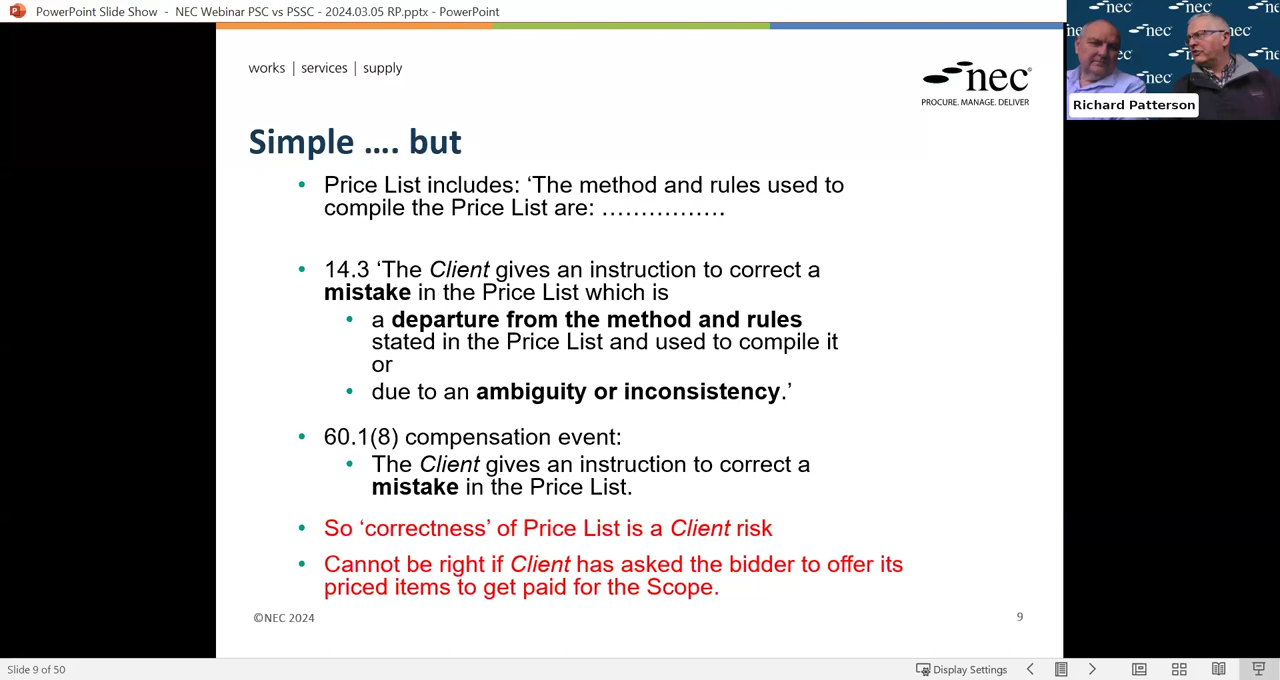 PowerPoint Slide Show - NEC Webinar PSC vs PSSC - 2024.03.05 RP.pptx - PowerPoint
works | services | supply
nec
PROCURE. MANAGE. DELIVER
nec
nec
nec
nec
nec
nec
Richard Patterson
Simple …. but
• Price List includes: ‘The method and rules used to
compile the Price List are: ……………
• 14.3 ‘The Client gives an instruction to correct a
mistake in the Price List which is
• a departure from the method and rules
stated in the Price List and used to compile it
or
• due to an ambiguity or inconsistency.’
• 60.1(8) compensation event:
• The Client gives an instruction to correct a
mistake in the Price List.
• So ‘correctness’ of Price List is a Client risk
• Cannot be right if Client has asked the bidder to offer its
priced items to get paid for the Scope.
©NEC 2024
9
Slide 9 of 50
Display Settings